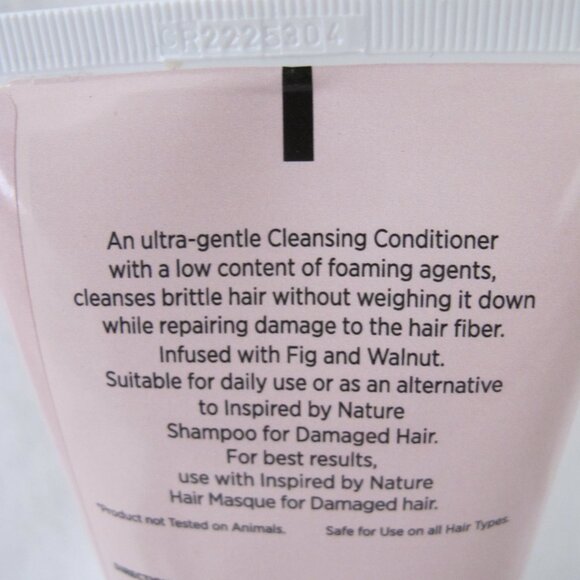 CR2225304
An ultra-gentle Cleansing Conditioner
with a low content of foaming agents,
cleanses brittle hair without weighing it down
while repairing damage to the hair fiber.
Infused with Fig and Walnut.
Suitable for daily use or as an alternative
to Inspired by Nature
Shampoo for Damaged Hair.
For best results,
use with Inspired by Nature
Hair Masque for Damaged hair.
*Product not Tested on Animals. Safe for Use on all Hair Types.